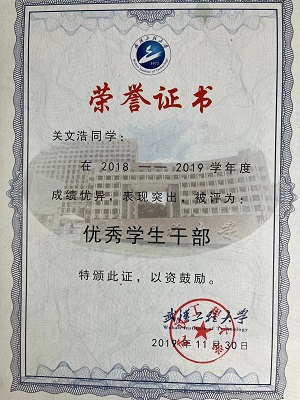 荣誉证书
关文浩同学：
在 2018 —— 2019 学年度
成绩优异，表现突出，被评为：
优秀学生干部
特颁此证，以资鼓励。
武汉工程大学
Wuhan Institute of Technology
2019年11月30日